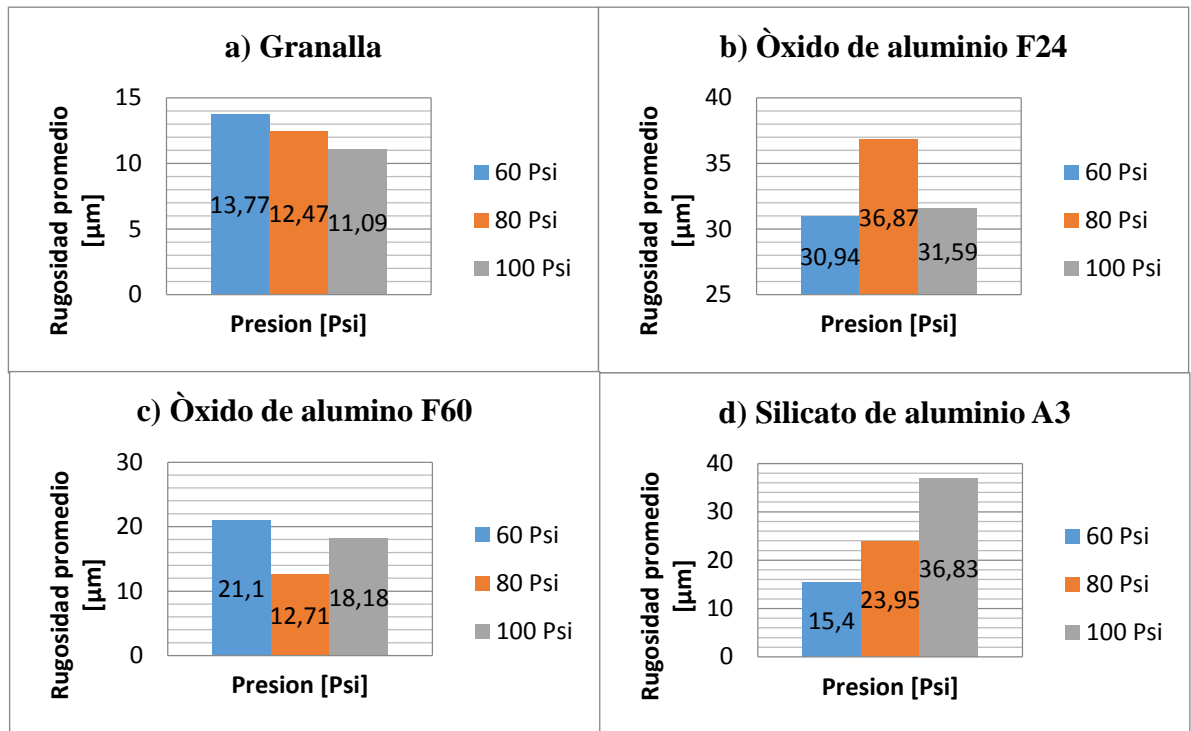 a) Granalla
Rugosidad promedio
[µm]
15
10
5
0
13,77
12,47
11,09
Presion [Psi]
60 Psi
80 Psi
100 Psi
b) Òxido de aluminio F24
Rugosidad promedio
[µm]
40
35
30
25
30,94
36,87
31,59
Presion [Psi]
60 Psi
80 Psi
100 Psi
c) Òxido de alumino F60
Rugosidad promedio
[µm]
30
20
10
0
21,1
12,71
18,18
Presion [Psi]
60 Psi
80 Psi
100 Psi
d) Silicato de aluminio A3
Rugosidad promedio
[µm]
40
30
20
10
0
15,4
23,95
36,83
Presion [Psi]
60 Psi
80 Psi
100 Psi